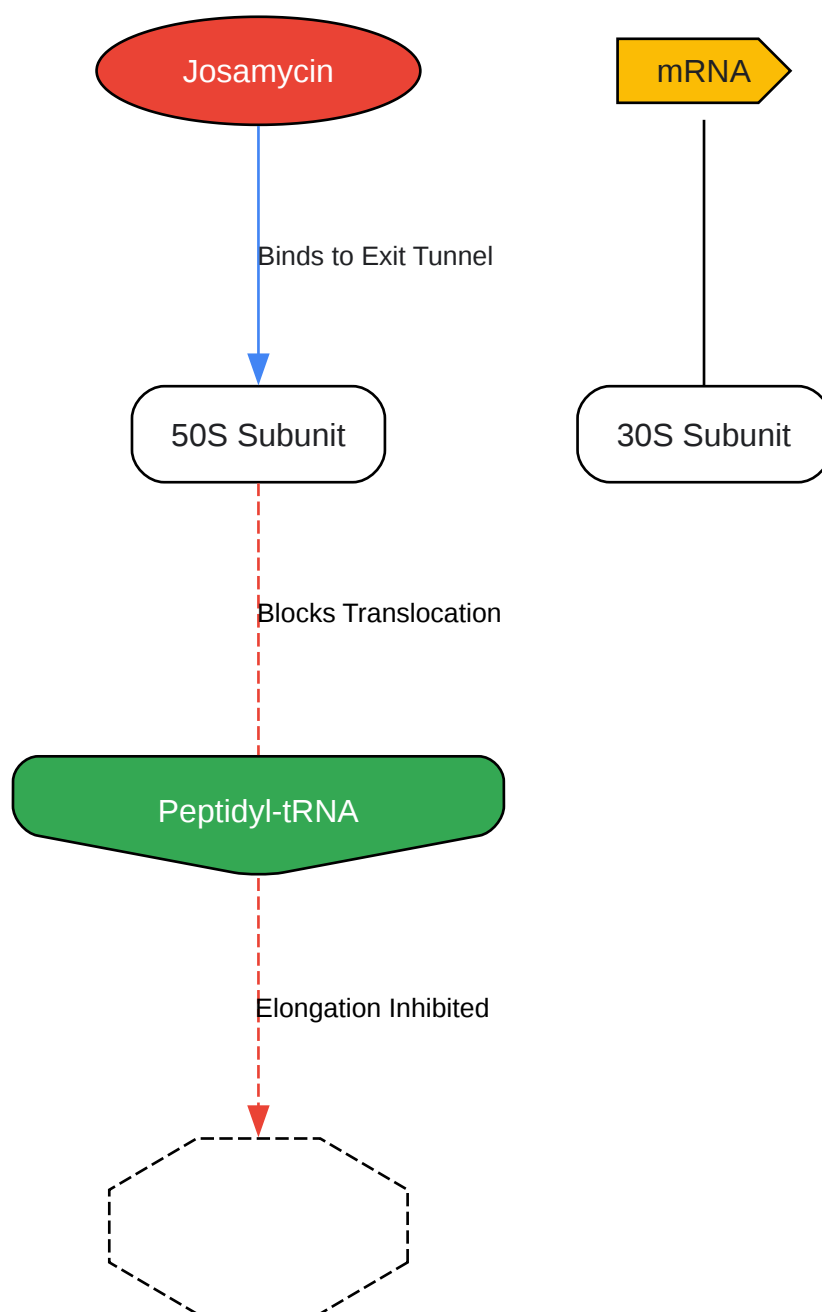 Josamycin
mRNA
Binds to Exit Tunnel
50S Subunit
30S Subunit
Blocks Translocation
Peptidyl-tRNA
Elongation Inhibited